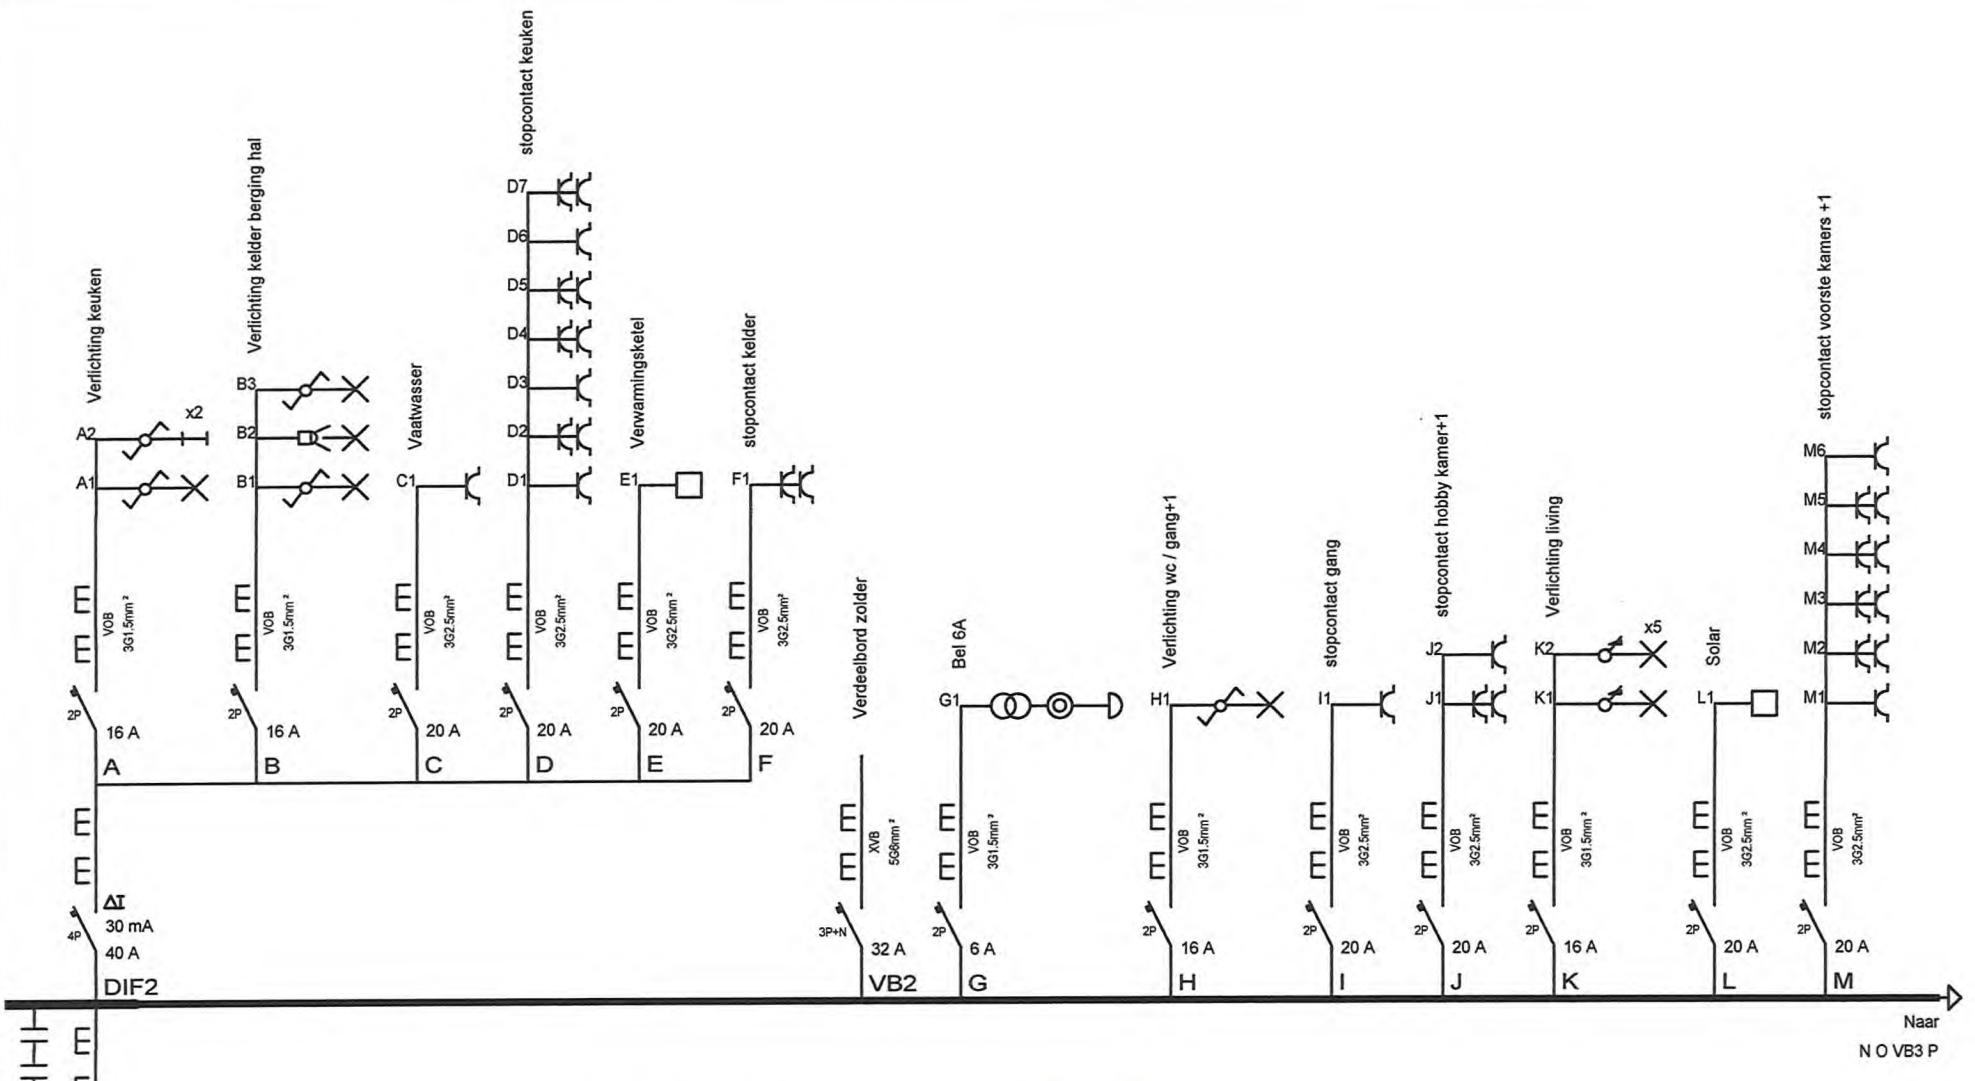 stopcontact keuken
Verlichting kelder berging hal
Verlichting keuken
Vaatwasser
Verwarmingsketel
stopcontact kelder
stopcontact voorste kamers +1
D7
D6
D5
D4
D3
D2
D1
B3
B2
B1
x2
A2
A1
C1
E1
F1
VOB
3G1.5mm²
VOB
3G1.5mm²
VOB
3G2.5mm²
VOB
3G2.5mm²
VOB
3G2.5mm²
VOB
3G2.5mm²
2P
16 A
A
2P
16 A
B
2P
20 A
C
2P
20 A
D
2P
20 A
E
2P
20 A
F
ΔI
30 mA
4P
40 A
DIF2
Verdeelbord zolder
Bel 6A
Verlichting wc / gang+1
stopcontact gang
stopcontact hobby kamer+1
Verlichting living
Solar
G1
H1
I1
J2
J1
x5
K2
K1
L1
M6
M5
M4
M3
M2
M1
XVB
5G6mm²
VOB
3G1.5mm²
VOB
3G1.5mm²
VOB
3G2.5mm²
VOB
3G2.5mm²
VOB
3G1.5mm²
VOB
3G2.5mm²
VOB
3G2.5mm²
3P+N
32 A
VB2
2P
6 A
G
2P
16 A
H
2P
20 A
I
2P
20 A
J
2P
16 A
K
2P
20 A
L
2P
20 A
M
Naar
N O VB3 P